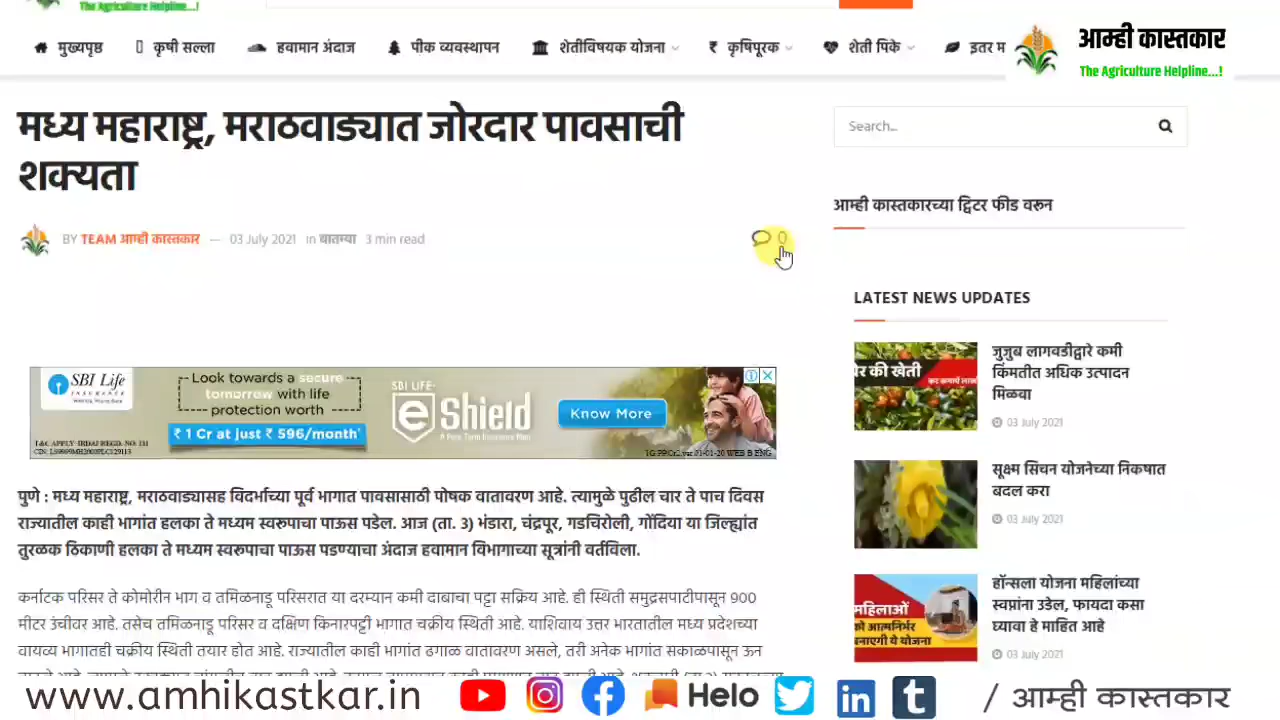 The Agriculture Helpline...!
मुख्यपृष्ठ
कृषी सल्ला
हवामान अंदाज
पीक व्यवस्थापन
शेतीविषयक योजना
कृषिपूरक
शेती पिके
इतर म
आम्ही कास्तकार
The Agriculture Helpline...!
मध्य महाराष्ट्र, मराठवाड्यात जोरदार पावसाची
शक्यता
BY TEAM आम्ही कास्तकार — 03 July 2021 in बातम्या 3 min read
0
Search...
आम्ही कास्तकारच्या ट्विटर फीड वरून
LATEST NEWS UPDATES
जुजुब लागवडीद्वारे कमी
किंमतीत अधिक उत्पादन
मिळवा
03 July 2021
सूक्ष्म सिंचन योजनेच्या निकषात
बदल करा
03 July 2021
हॉन्सला योजना महिलांच्या
स्वप्नांना उडेल, फायदा कसा
घ्यावा हे माहित आहे
03 July 2021
र की खेती
महिलाओं
को आत्मनिर्भर
बनाएगी ये योजना
SBI Life
INSURANCE
Look towards a secure
tomorrow with life
protection worth
₹ 1 Cr at just ₹ 596/month*
SBI LIFE-
eShield
Know More
पुणे : मध्य महाराष्ट्र, मराठवाड्यासह विदर्भाच्या पूर्व भागात पावसासाठी पोषक वातावरण आहे. त्यामुळे पुढील चार ते पाच दिवस
राज्यातील काही भागांत हलका ते मध्यम स्वरूपाचा पाऊस पडेल. आज (ता. 3) भंडारा, चंद्रपूर, गडचिरोली, गोंदिया या जिल्ह्यांत
तुरळक ठिकाणी हलका ते मध्यम स्वरूपाचा पाऊस पडण्याचा अंदाज हवामान विभागाच्या सूत्रांनी वर्तविला.
कर्नाटक परिसर ते कोमोरीन भाग व तमिळनाडू परिसरात या दरम्यान कमी दाबाचा पट्टा सक्रिय आहे. ही स्थिती समुद्रसपाटीपासून 900
मीटर उंचीवर आहे. तसेच तमिळनाडू परिसर व दक्षिण किनारपट्टी भागात चक्रीय स्थिती आहे. याशिवाय उत्तर भारतातील मध्य प्रदेशच्या
वायव्य भागातही चक्रीय स्थिती तयार होत आहे. राज्यातील काही भागांत ढगाळ वातावरण असले, तरी अनेक भागांत सकाळपासून ऊन
www.amhikastkar.in
Helo
/ आम्ही कास्तकार